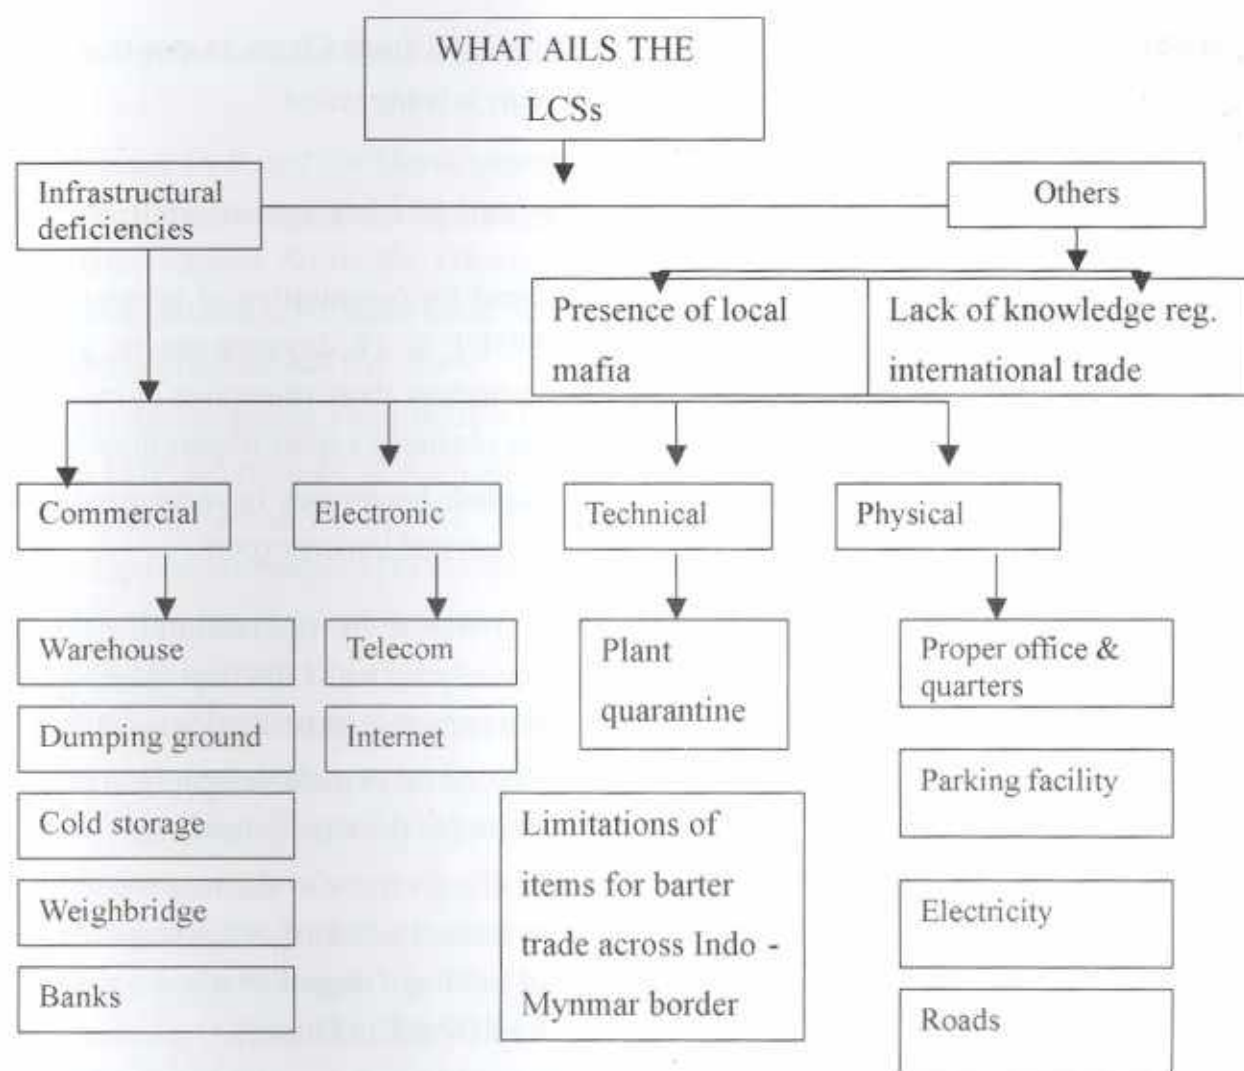 WHAT AILS THE
LCSs
Infrastructural
deficiencies
Others
Presence of local
mafia
Lack of knowledge reg.
international trade
Commercial
Electronic
Technical
Physical
Warehouse
Dumping ground
Cold storage
Weighbridge
Banks
Telecom
Internet
Plant
quarantine
Limitations of
items for barter
trade across Indo -
Mynmar border
Proper office &
quarters
Parking facility
Electricity
Roads